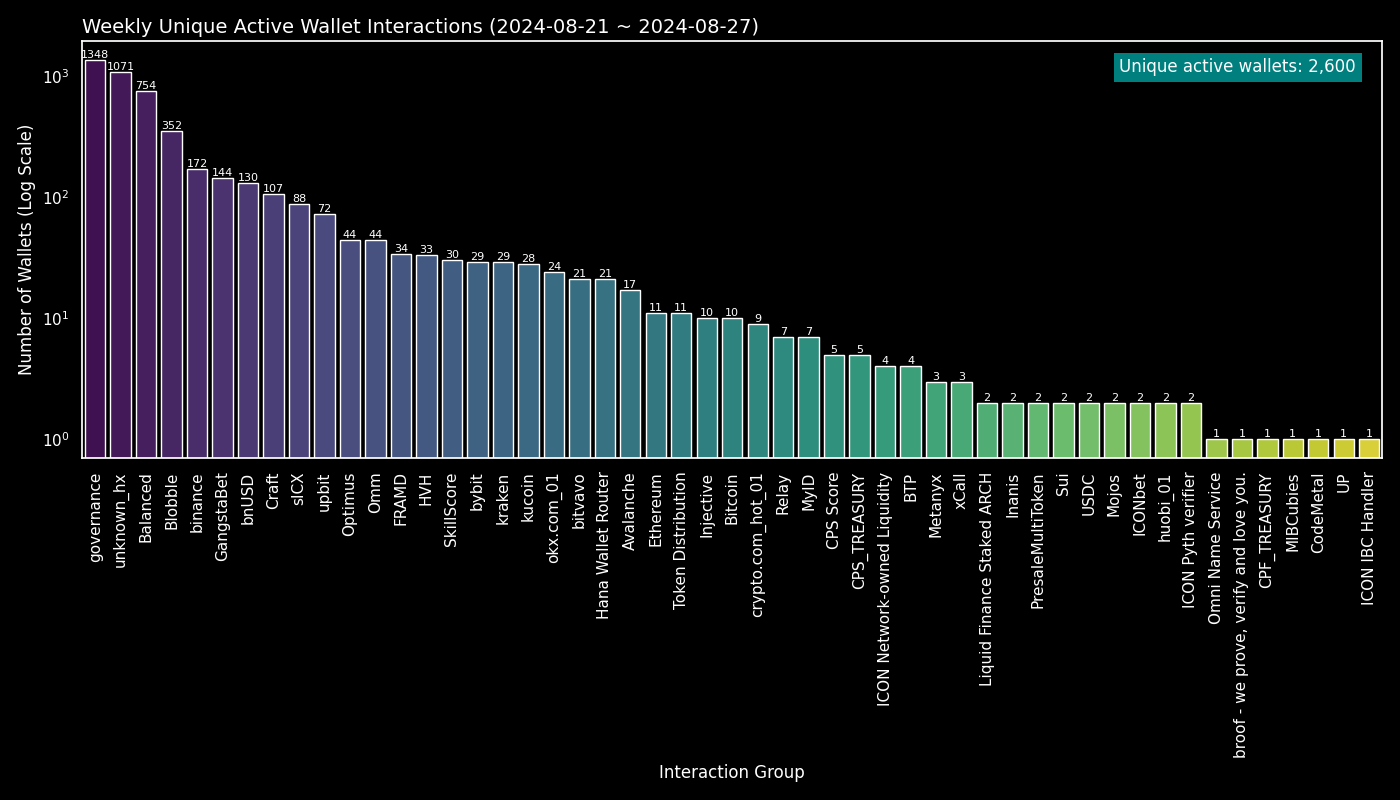 Weekly Unique Active Wallet Interactions (2024-08-21 ~ 2024-08-27)
Unique active wallets: 2,600
Number of Wallets (Log Scale)
10³
10²
10¹
10⁰
1348
1071
754
352
172
144
130
107
88
72
44
44
34
33
30
29
29
28
24
21
21
17
11
11
10
10
9
7
7
5
5
4
4
3
3
2
2
2
2
2
2
2
2
2
1
1
1
1
1
1
1
governance
unknown_hx
Balanced
Blobble
binance
GangstaBet
bnUSD
Craft
sICX
upbit
Optimus
Omm
FRAMD
HVH
SkillScore
bybit
kraken
kucoin
okx.com_01
bitvavo
Hana Wallet Router
Avalanche
Ethereum
Token Distribution
Injective
Bitcoin
crypto.com_hot_01
Relay
MyID
CPS Score
CPS_TREASURY
ICON Network-owned Liquidity
BTP
Metanyx
xCall
Liquid Finance Staked ARCH
Inanis
PresaleMultiToken
Sui
USDC
Mojos
ICONbet
huobi_01
ICON Pyth verifier
Omni Name Service
broof - we prove, verify and love you.
CPF_TREASURY
MIBCubies
CodeMetal
UP
ICON IBC Handler
Interaction Group